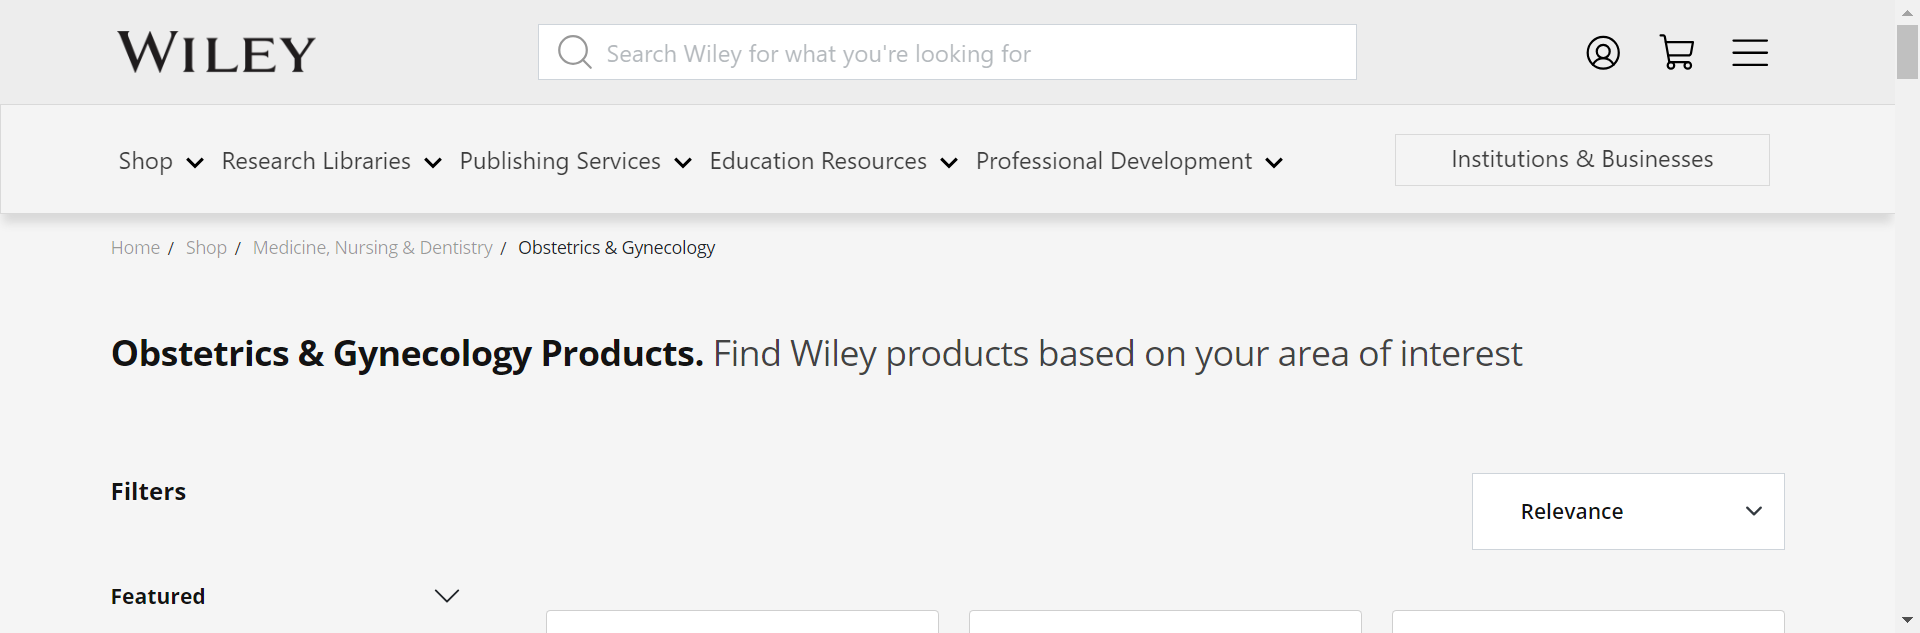 WILEY
Search Wiley for what you're looking for
Shop Research Libraries Publishing Services Education Resources Professional Development Institutions & Businesses
Home / Shop / Medicine, Nursing & Dentistry / Obstetrics & Gynecology
Obstetrics & Gynecology Products. Find Wiley products based on your area of interest
Filters
Relevance
Featured